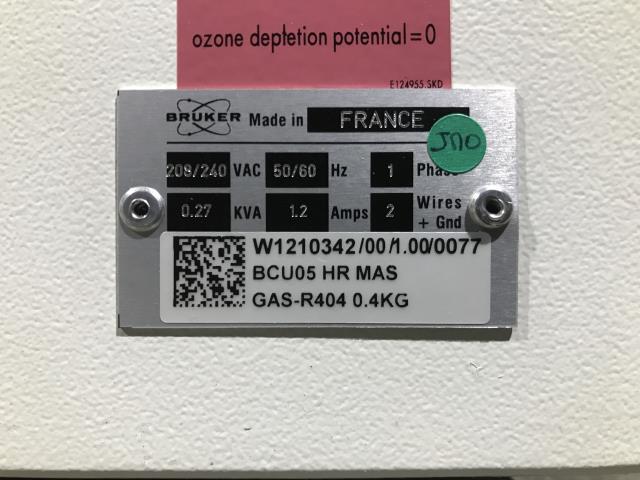 ozone deptetion potential=0
E124955.SKD
BRUKER Made in FRANCE
JNO
208/240 VAC 50/60 Hz 1 Phase
0.27 KVA 1.2 Amps 2 Wires + Gnd
W1210342/00/1.00/0077
BCU05 HR MAS
GAS-R404 0.4KG